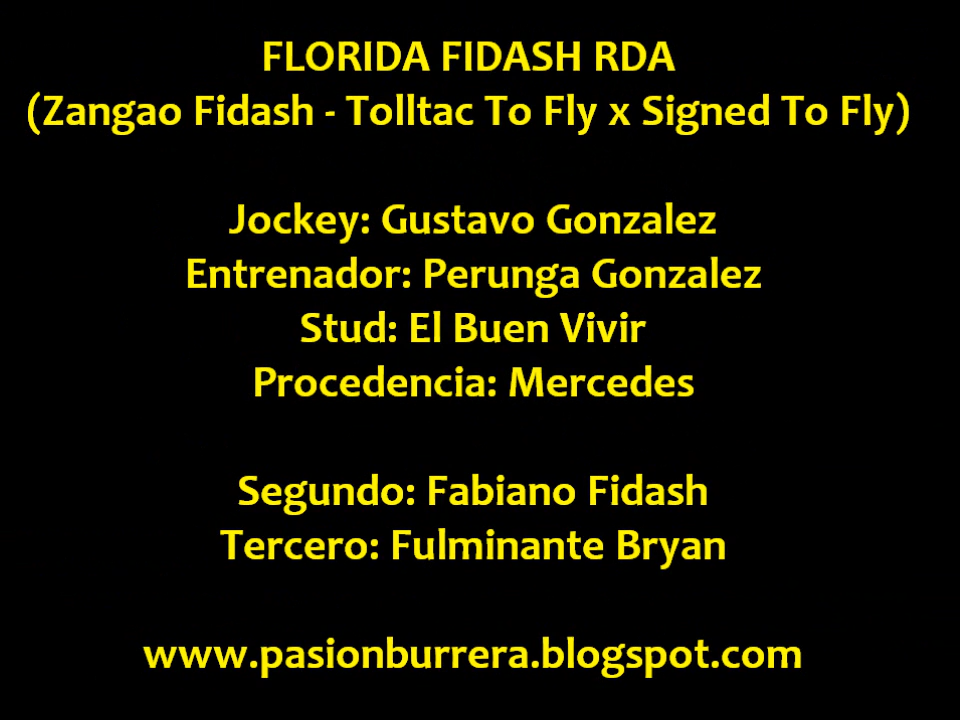 FLORIDA FIDASH RDA
(Zangao Fidash - Tolltac To Fly x Signed To Fly)
Jockey: Gustavo Gonzalez
Entrenador: Perunga Gonzalez
Stud: El Buen Vivir
Procedencia: Mercedes
Segundo: Fabiano Fidash
Tercero: Fulminante Bryan
www.pasionburrera.blogspot.com